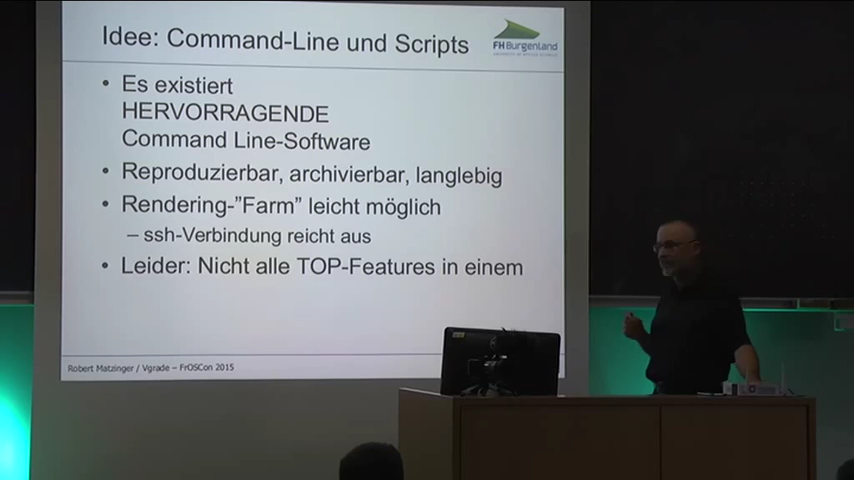 Idee: Command-Line und Scripts
FH Burgenland
• Es existiert
HERVORRAGENDE
Command Line-Software
• Reproduzierbar, archivierbar, langlebig
• Rendering-”Farm” leicht möglich
– ssh-Verbindung reicht aus
• Leider: Nicht alle TOP-Features in einem
Robert Matzinger / Vgrade – FrOSCon 2015